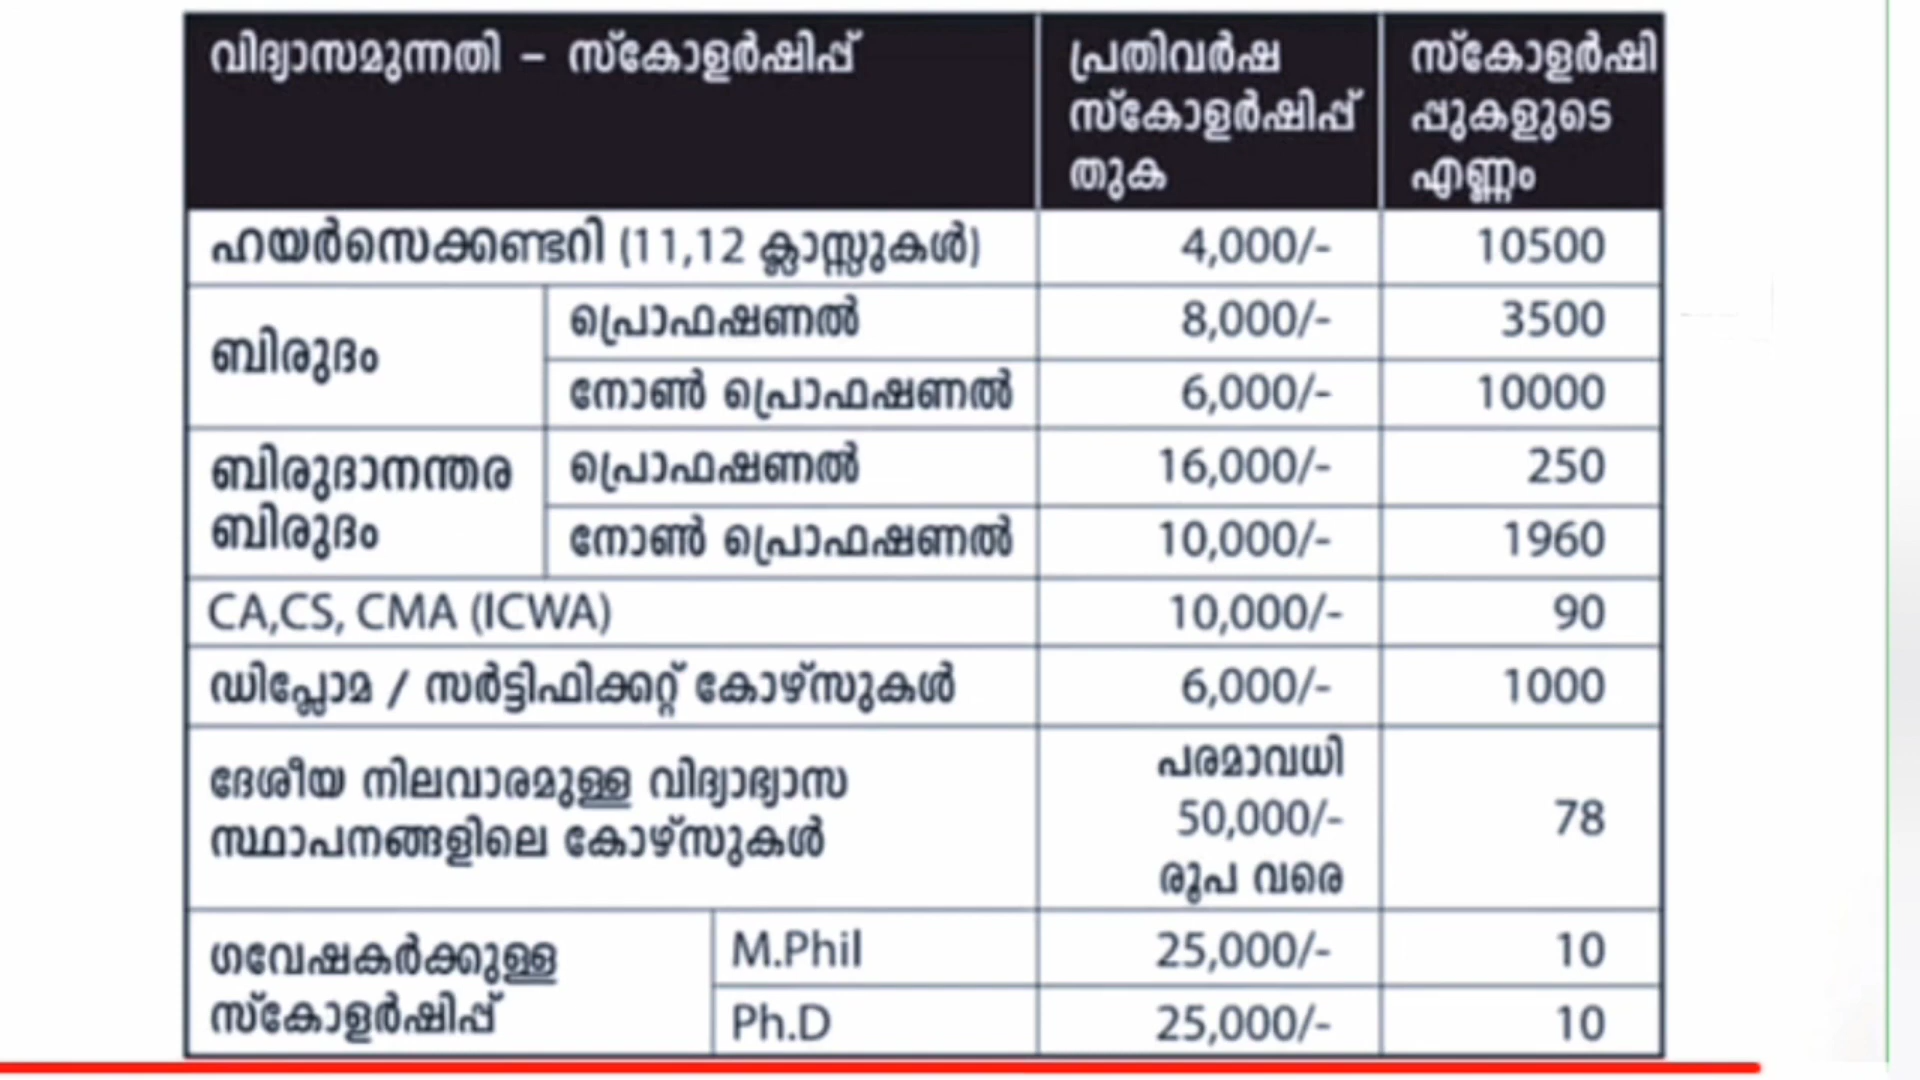 വിദ്യാസമുന്നതി – സ്കോളർഷിപ്പ്
പ്രതിവർഷ
സ്കോളർഷിപ്പ്
തുക
സ്കോളർഷി
പ്പുകളുടെ
എണ്ണം
ഹയർസെക്കണ്ടറി (11,12 ക്ലാസ്സുകൾ) 4,000/- 10500
ബിരുദം
പ്രൊഫഷണൽ 8,000/- 3500
നോൺ പ്രൊഫഷണൽ 6,000/- 10000
ബിരുദാനന്തര
ബിരുദം
പ്രൊഫഷണൽ 16,000/- 250
നോൺ പ്രൊഫഷണൽ 10,000/- 1960
CA,CS, CMA (ICWA) 10,000/- 90
ഡിപ്ലോമ / സർട്ടിഫിക്കറ്റ് കോഴ്സുകൾ 6,000/- 1000
ദേശീയ നിലവാരമുള്ള വിദ്യാഭ്യാസ
സ്ഥാപനങ്ങളിലെ കോഴ്സുകൾ
പരമാവധി
50,000/-
രൂപ വരെ
78
ഗവേഷകർക്കുള്ള
സ്കോളർഷിപ്പ്
M.Phil 25,000/- 10
Ph.D 25,000/- 10